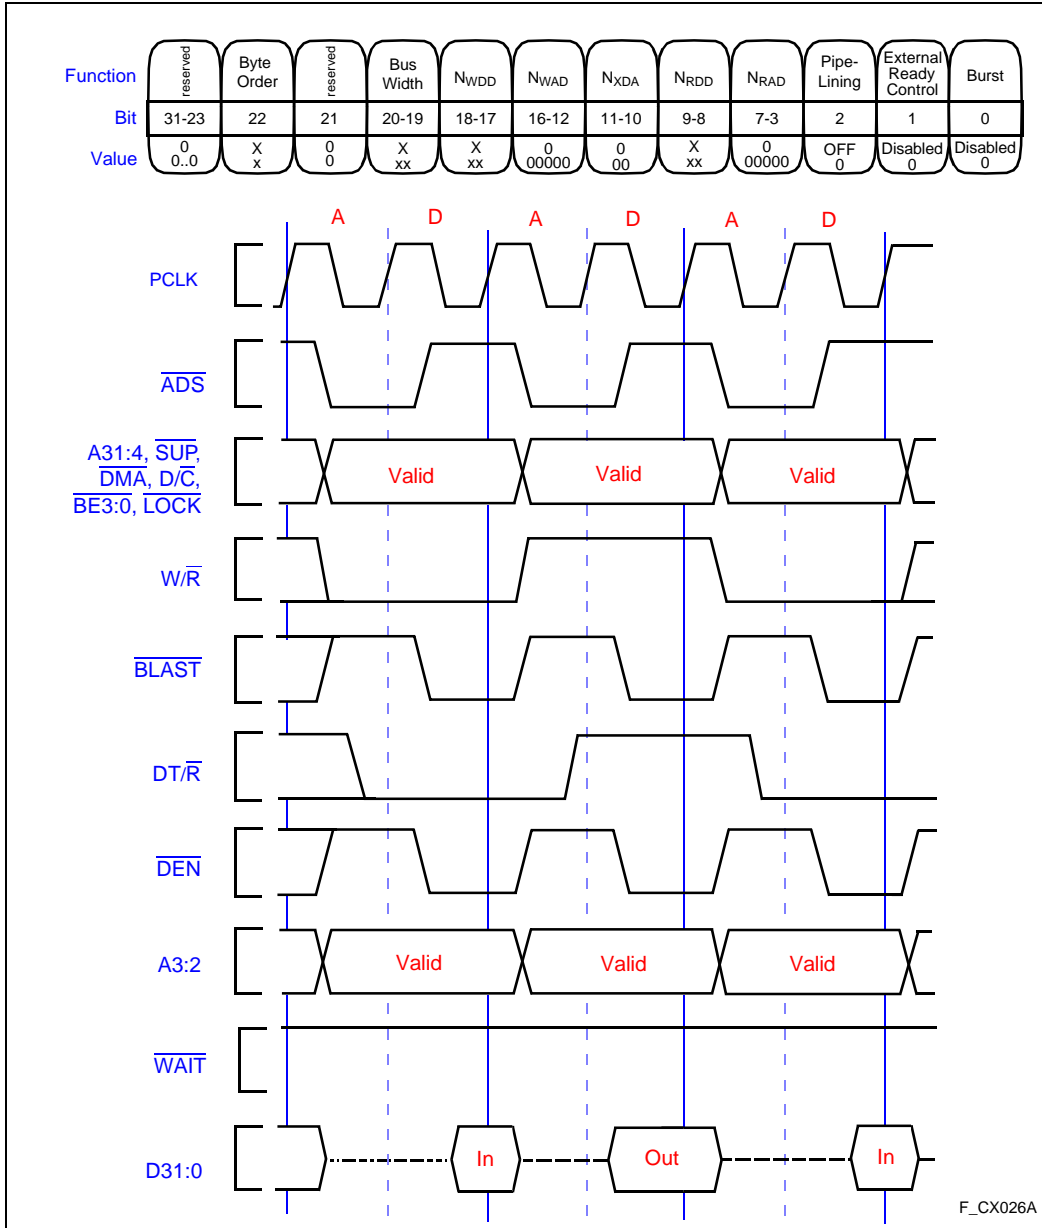 Function reserved Byte Order reserved Bus Width NWDD NWAD NXDA NRDD NRAD Pipe-Lining External Ready Control Burst
Bit 31-23 22 21 20-19 18-17 16-12 11-10 9-8 7-3 2 1 0
Value 0 X 0 X X 0 0 X 0 OFF Disabled Disabled
0..0 x 0 xx xx 00000 00 xx 00000 0 0 0
A D A D A D
PCLK
ADS
A31:4, SUP,
DMA, D/C,
BE3:0, LOCK
Valid Valid Valid
W/R
BLAST
DT/R
DEN
A3:2 Valid Valid Valid
WAIT
D31:0 In Out In
F_CX026A